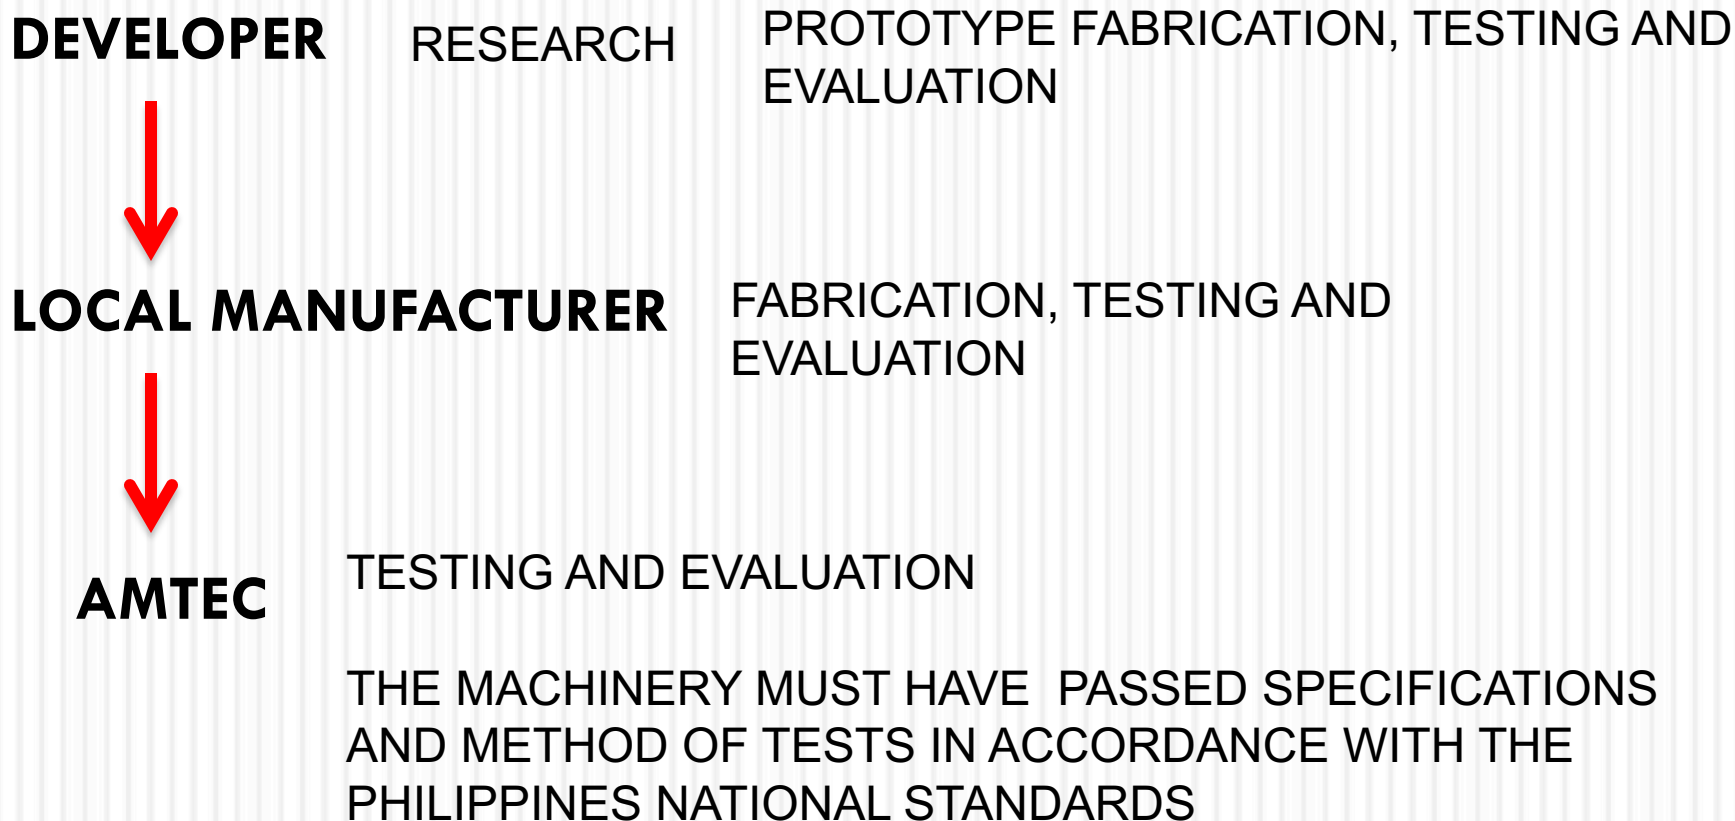 DEVELOPER
RESEARCH
PROTOTYPE FABRICATION, TESTING AND
EVALUATION
LOCAL MANUFACTURER
FABRICATION, TESTING AND
EVALUATION
AMTEC
TESTING AND EVALUATION
THE MACHINERY MUST HAVE  PASSED SPECIFICATIONS
AND METHOD OF TESTS IN ACCORDANCE WITH THE
PHILIPPINES NATIONAL STANDARDS